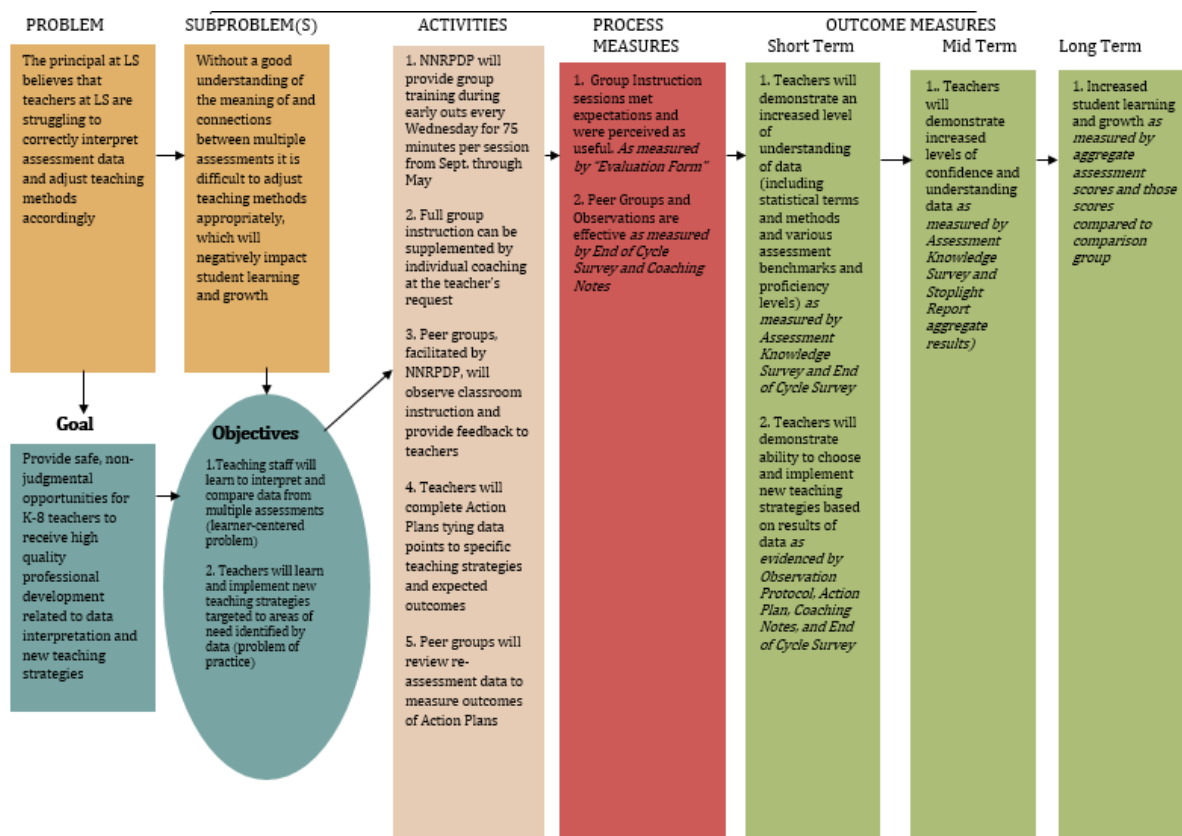 PROBLEM
The principal at LS
believes that
teachers at LS are
struggling to
correctly interpret
assessment data
and adjust teaching
methods
accordingly
Goal
Provide safe, non-
judgmental
opportunities for
K-8 teachers to
receive high
quality
professional
development
related to data
interpretation and
new teaching
strategies
SUBPROBLEM(S)
Without a good
understanding of
the meaning of and
connections
between multiple
assessments it is
difficult to adjust
teaching methods
appropriately,
which will
negatively impact
student learning
and growth
Objectives
1.Teaching staff will
learn to interpret and
compare data from
multiple assessments
(learner-centered
problem)
2. Teachers will learn
and implement new
teaching strategies
targeted to areas of
need identified by
data (problem of
practice)
ACTIVITIES
1. NNRPDP will
provide group
training during
early outs every
Wednesday for 75
minutes per session
from Sept. through
May
2. Full group
instruction can be
supplemented by
individual coaching
at the teacher's
request
3. Peer groups,
facilitated by
NNRPDP, will
observe classroom
instruction and
provide feedback to
teachers
4. Teachers will
complete Action
Plans tying data
points to specific
teaching strategies
and expected
outcomes
5. Peer groups will
review re-
assessment data to
measure outcomes
of Action Plans
PROCESS
MEASURES
1. Group Instruction
sessions met
expectations and
were perceived as
useful. As measured
by "Evaluation Form"
2. Peer Groups and
Observations are
effective as measured
by End of Cycle
Survey and Coaching
Notes
OUTCOME MEASURES
Short Term
1. Teachers will
demonstrate an
increased level of
understanding
of data
(including
statistical terms
and methods
and various
assessment
benchmarks and
proficiency
levels) as
measured by
Assessment
Knowledge
Survey and End
of Cycle Survey
2. Teachers will
demonstrate
ability to choose
and implement
new teaching
strategies based
on results of
data as
evidenced by
Observation
Protocol, Action
Plan, Coaching
Notes, and End
of Cycle Survey
Mid Term
1.. Teachers
will
demonstrate
increased
levels of
confidence and
understanding
data as
measured by
Assessment
Knowledge
Survey and
Stoplight
Report
aggregate
results)
Long Term
1. Increased
student learning
and growth as
measured by
aggregate
assessment
scores and those
scores
compared to
comparison
group